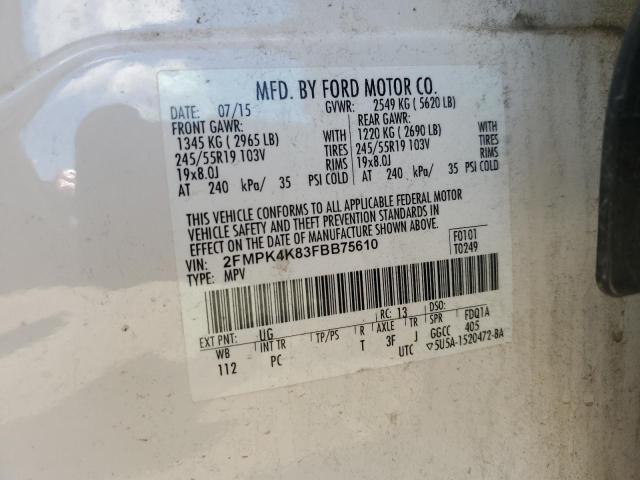 MFD. BY FORD MOTOR CO.
DATE: 07/15 GVWR: 2549 KG ( 5620 LB)
FRONT GAWR: REAR GAWR:
1345 KG ( 2965 LB) WITH 1220 KG ( 2690 LB) WITH
245/55R19 103V TIRES 245/55R19 103V TIRES
19x8.0J RIMS 19x8.0J RIMS
AT 240 kPa/ 35 PSI COLD AT 240 kPa/ 35 PSI COLD
THIS VEHICLE CONFORMS TO ALL APPLICABLE FEDERAL MOTOR
VEHICLE SAFETY AND THEFT PREVENTION STANDARDS IN
EFFECT ON THE DATE OF MANUFACTURE SHOWN ABOVE.
VIN: 2FMPK4K83FBB75610 F0101
TYPE: MPV T0249
EXT PNT: UG RC: 13 DSO: FDQ1A
WB INT TR TP/PS R AXLE TR SPR 405
112 PC T 3F J GGCC
UTC ▽5U5A-1520472-BA